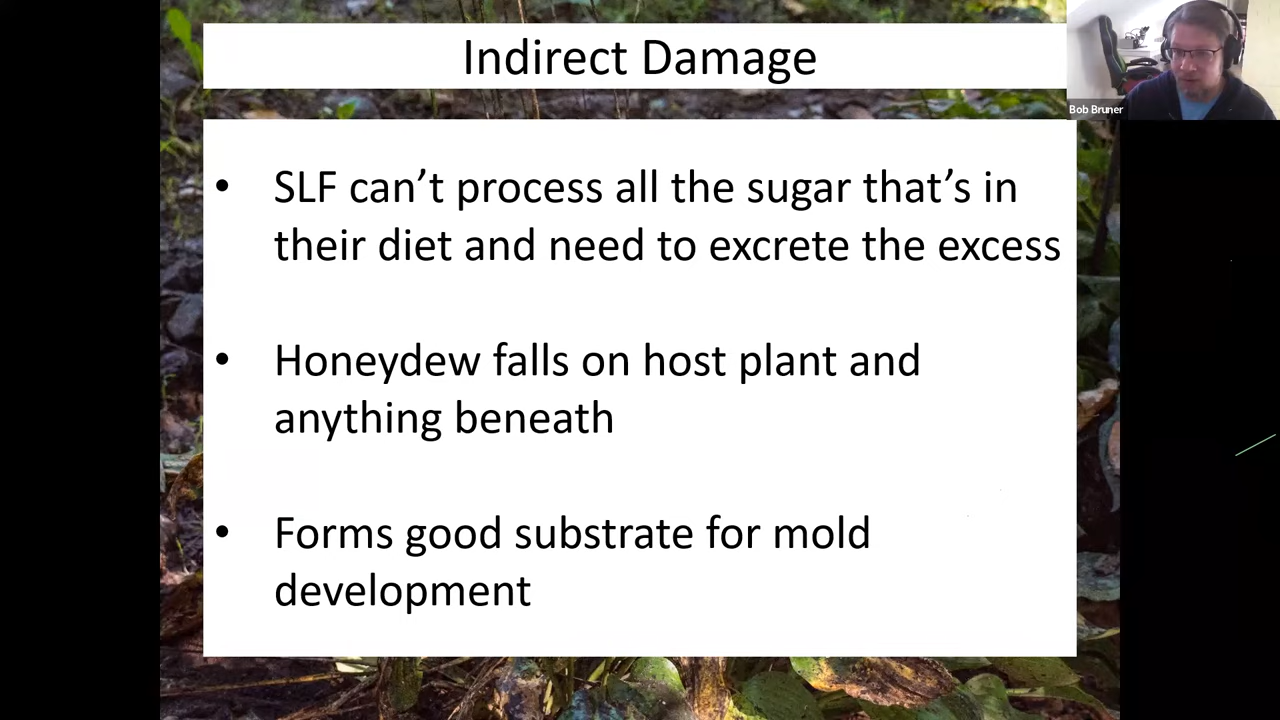 Indirect Damage
Bob Bruner
• SLF can’t process all the sugar that’s in
their diet and need to excrete the excess
• Honeydew falls on host plant and
anything beneath
• Forms good substrate for mold
development